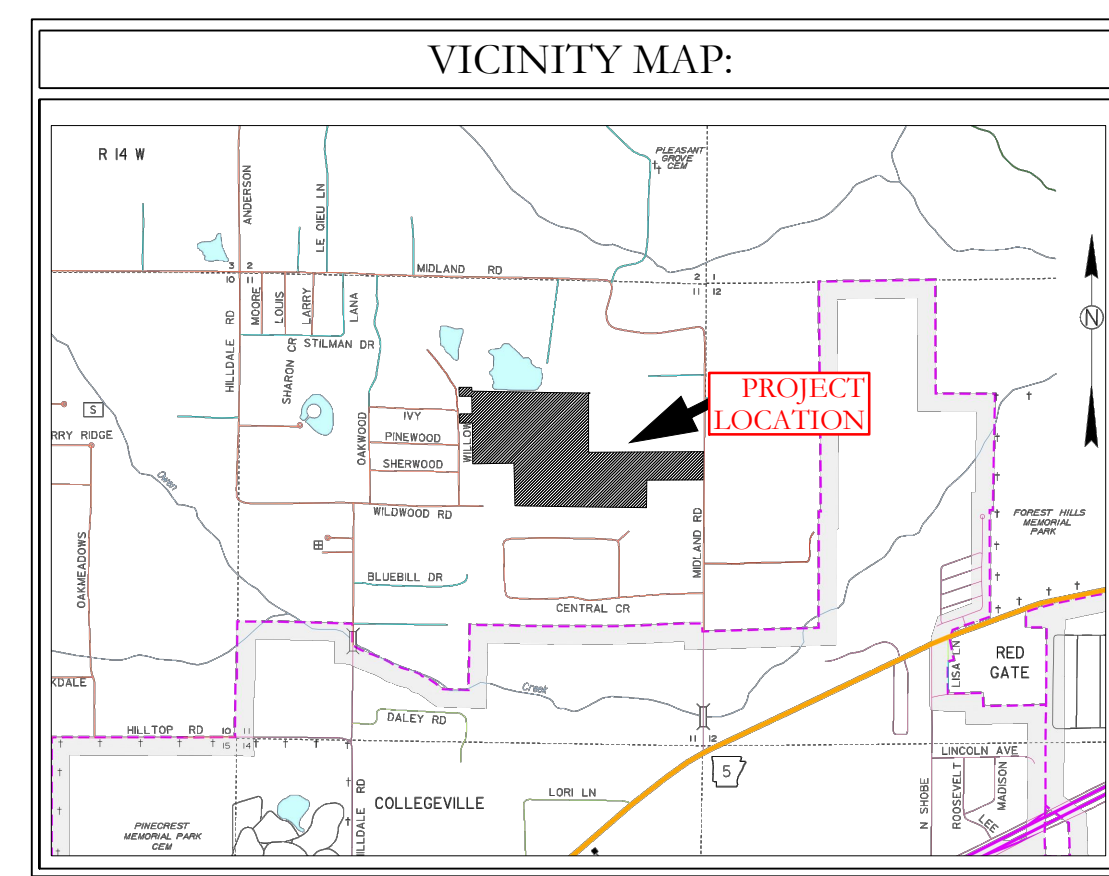 VICINITY MAP:
R 14 W
ANDERSON
LE QIEU LN
PLEASANT
GROVE
CEM
3 2
10 11
MIDLAND RD
2 1
11 12
HILLDALE RD
MOORE
LOUIS
LARRY
LANA
STILMAN DR
SHARON CR
N
PROJECT
LOCATION
S
RRY RIDGE
OAKWOOD
IVY
PINEWOOD
SHERWOOD
WILLOW
WILDWOOD RD
Owen
OAKMEADOWS
MIDLAND RD
FOREST HILLS
MEMORIAL
PARK
BLUEBILL DR
CENTRAL CR
KDALE
LISA LN
RED
GATE
Creek
DALEY RD
HILLTOP RD
10 11
15 14
11 12
5
LINCOLN AVE
COLLEGEVILLE
LORI LN
ILLDALE RD
N SHOBE
ROOSEVELT
MADISON
LEE
PINECREST
MEMORIAL PARK
CEM